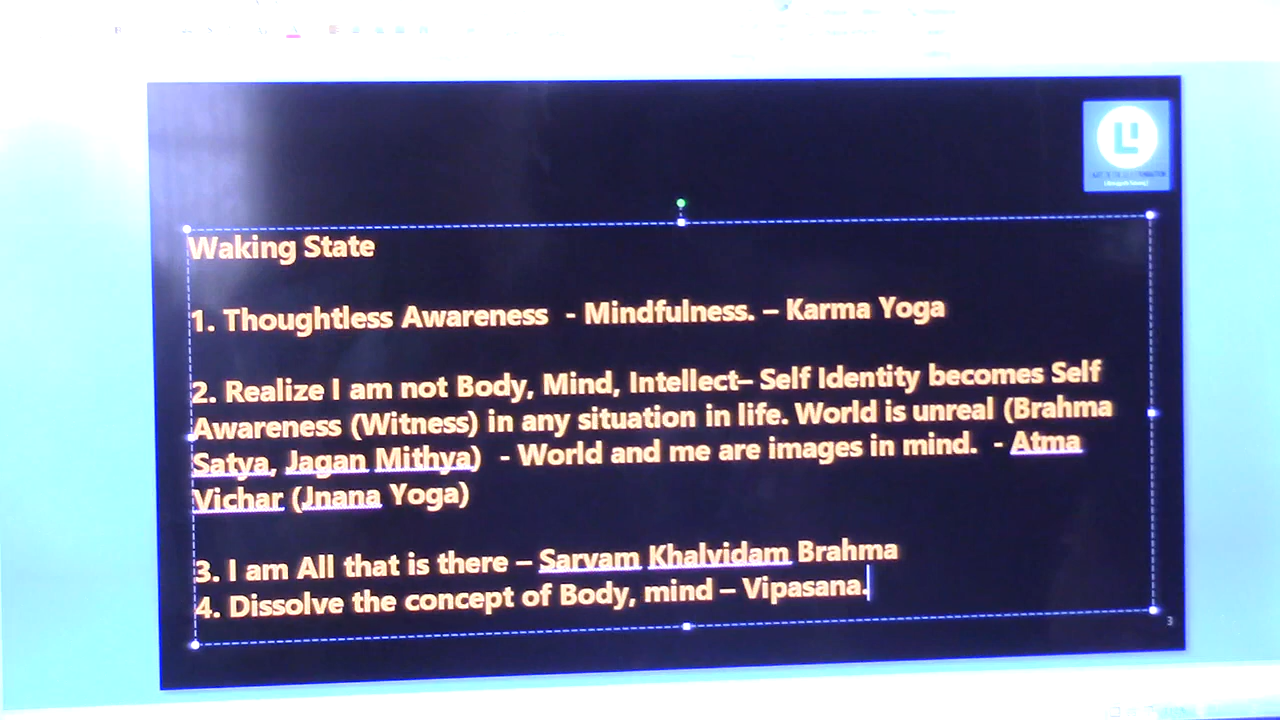 Waking State
1. Thoughtless Awareness - Mindfulness. – Karma Yoga
2. Realize I am not Body, Mind, Intellect– Self Identity becomes Self
Awareness (Witness) in any situation in life. World is unreal (Brahma
Satya, Jagan Mithya) - World and me are images in mind. - Atma
Vichar (Jnana Yoga)
3. I am All that is there – Sarvam Khalvidam Brahma
4. Dissolve the concept of Body, mind – Vipasana.
3